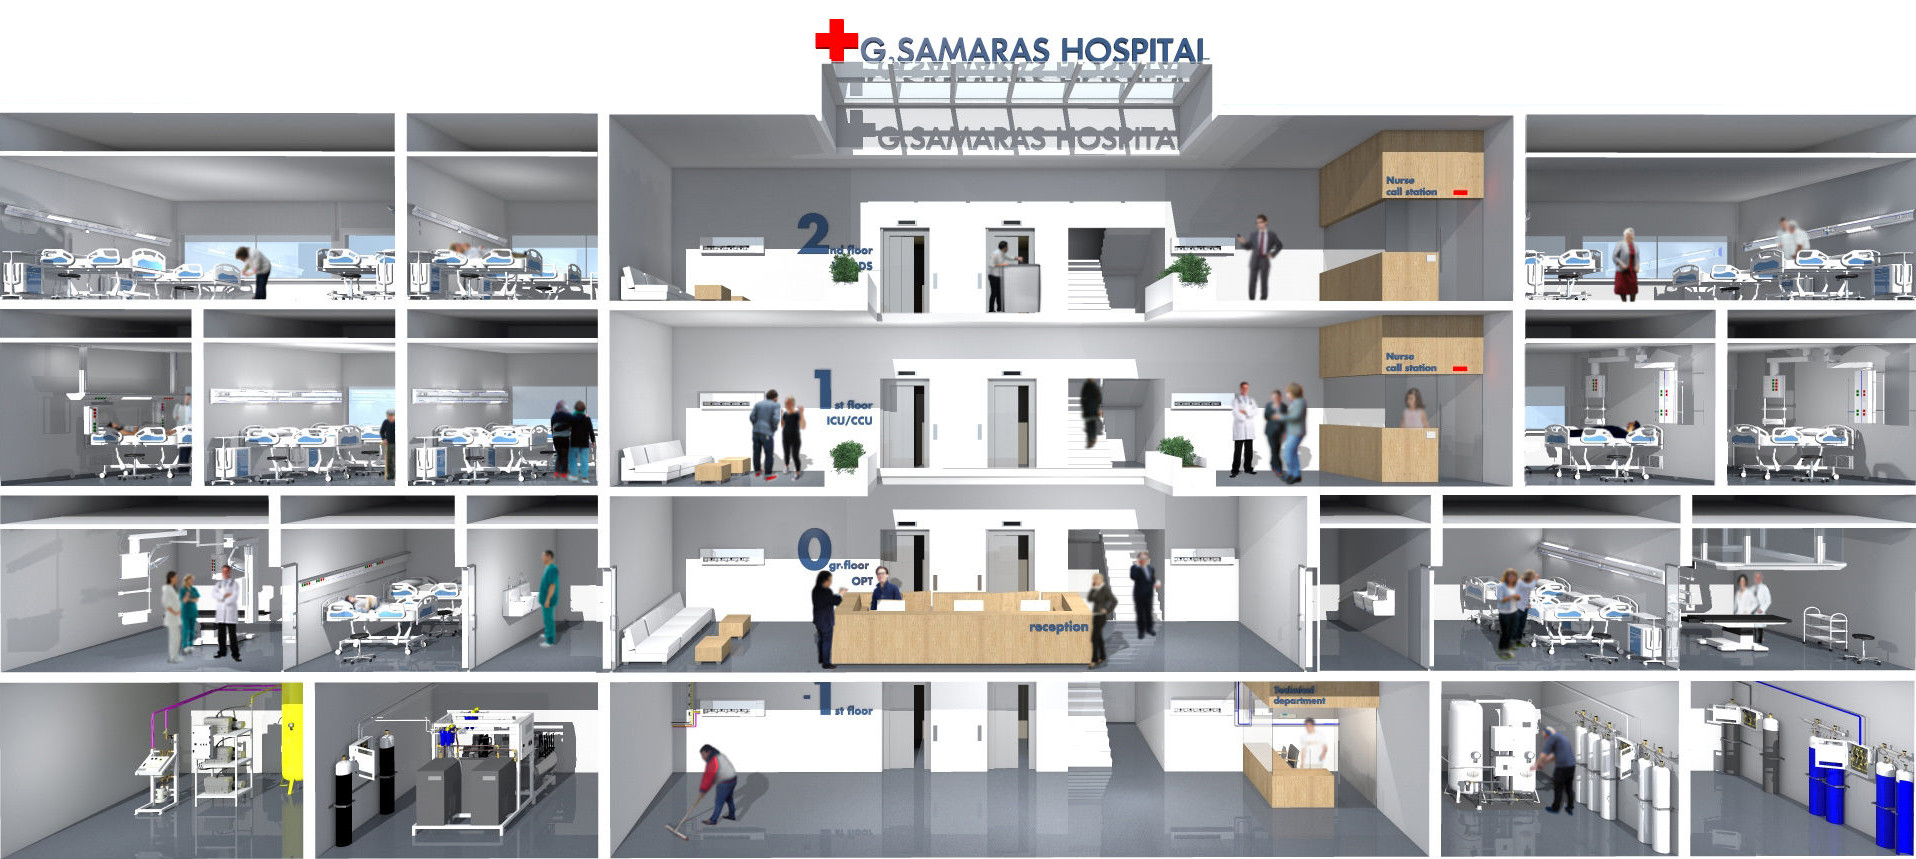 G.SAMARAS HOSPITAL
G.SAMARAS HOSPITA
Nurse
call station
2
nd floor
DS
Nurse
call station
1
st floor
ICU/CCU
0
gr.floor
OPT
reception
-1
st floor
Technical
department